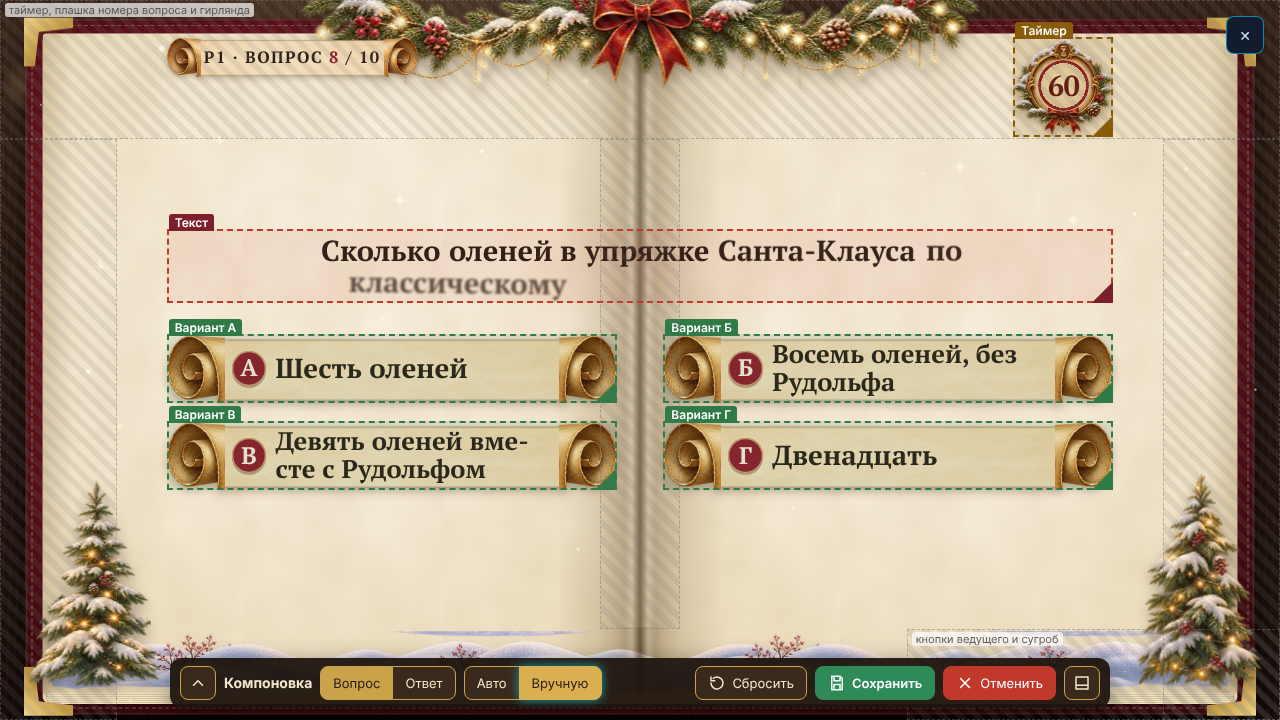 таймер, плашка номера вопроса и гирлянда
Р1 · ВОПРОС 8 / 10
Таймер
60
×
Текст
Сколько оленей в упряжке Санта-Клауса по
классическому
Вариант А
А Шесть оленей
Вариант Б
Б Восемь оленей, без
Рудольфа
Вариант В
В Девять оленей вме-
сте с Рудольфом
Вариант Г
Г Двенадцать
кнопки ведущего и сугроб
Компоновка Вопрос Ответ Авто Вручную Сбросить Сохранить Отменить